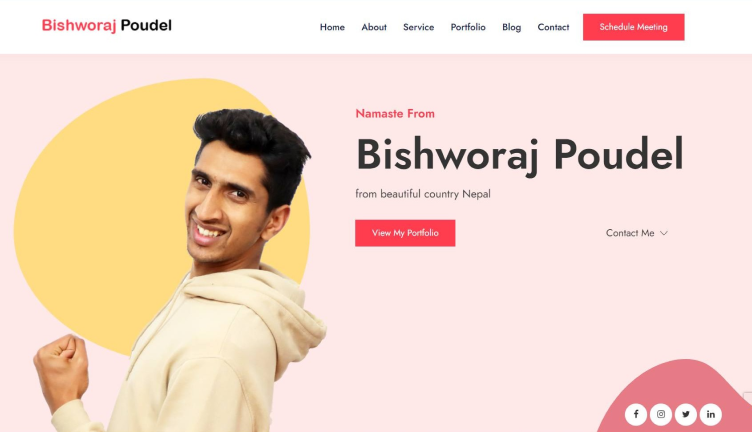 Bishworaj Poudel
Home About Service Portfolio Blog Contact Schedule Meeting
Namaste From
Bishworaj Poudel
from beautiful country Nepal
View My Portfolio Contact Me